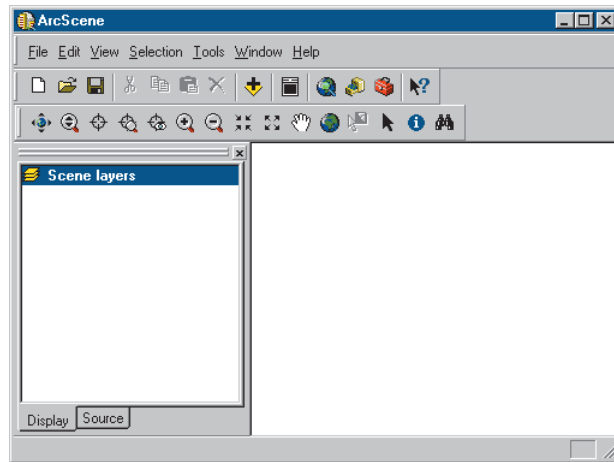 ArcScene
File Edit View Selection Tools Window Help
Scene layers
Display Source